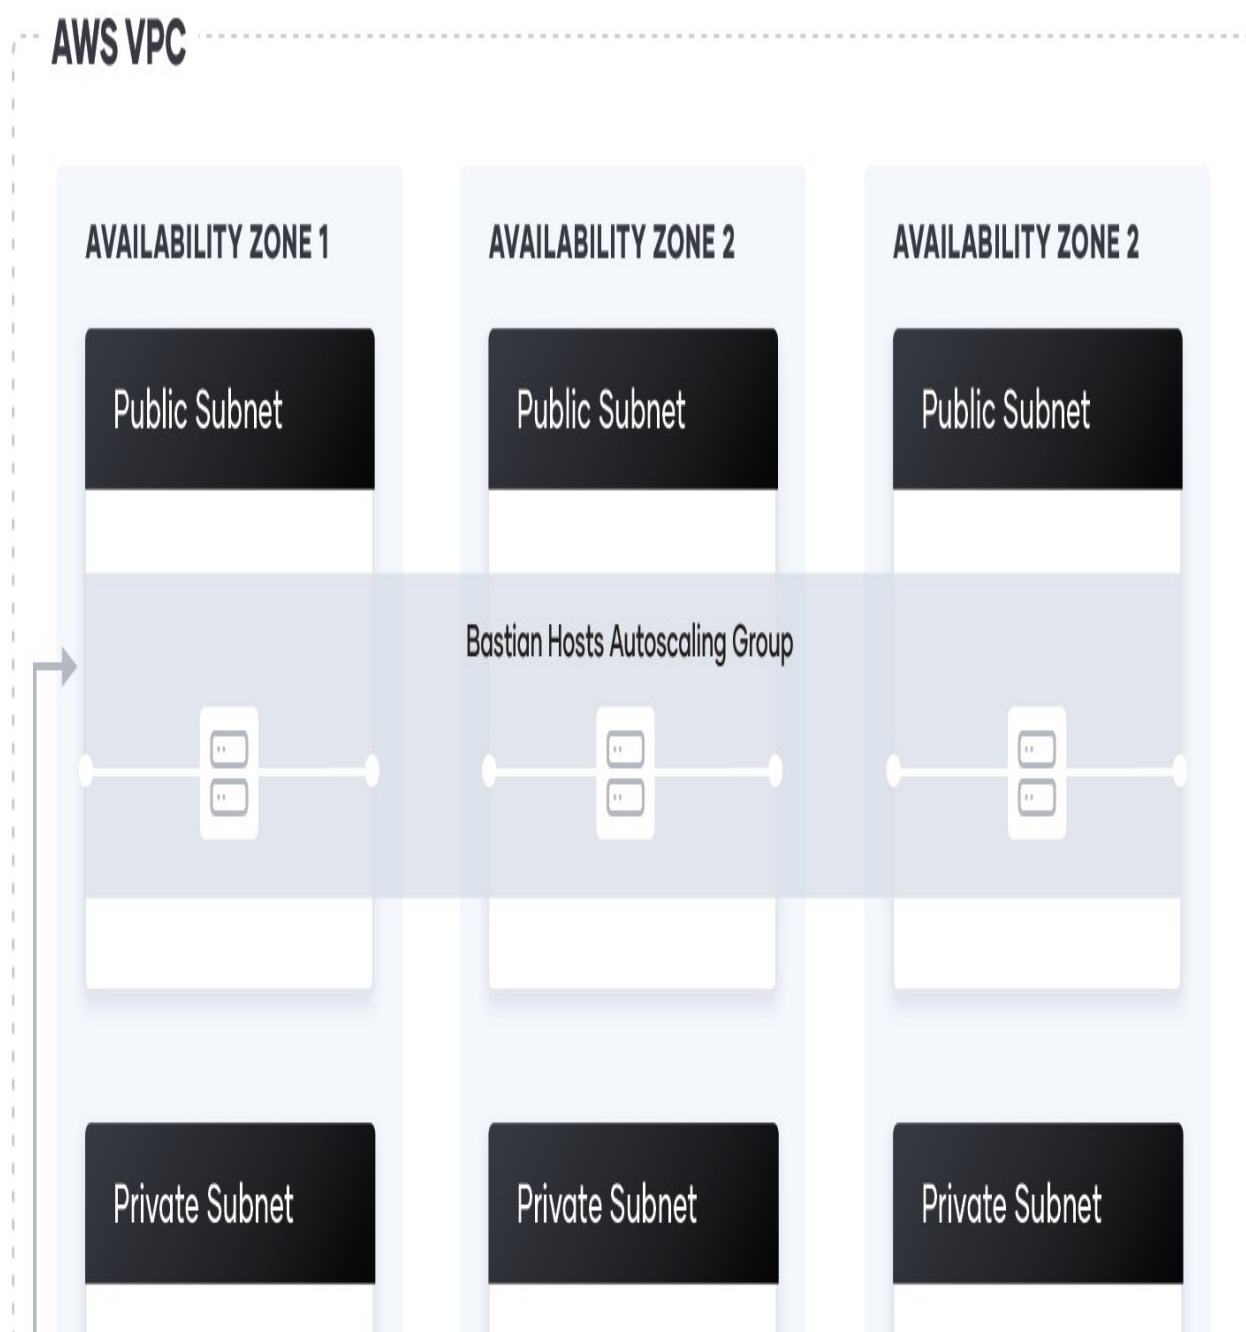 AWS VPC
AVAILABILITY ZONE 1
AVAILABILITY ZONE 2
AVAILABILITY ZONE 2
Public Subnet
Public Subnet
Public Subnet
Bastian Hosts Autoscaling Group
Private Subnet
Private Subnet
Private Subnet